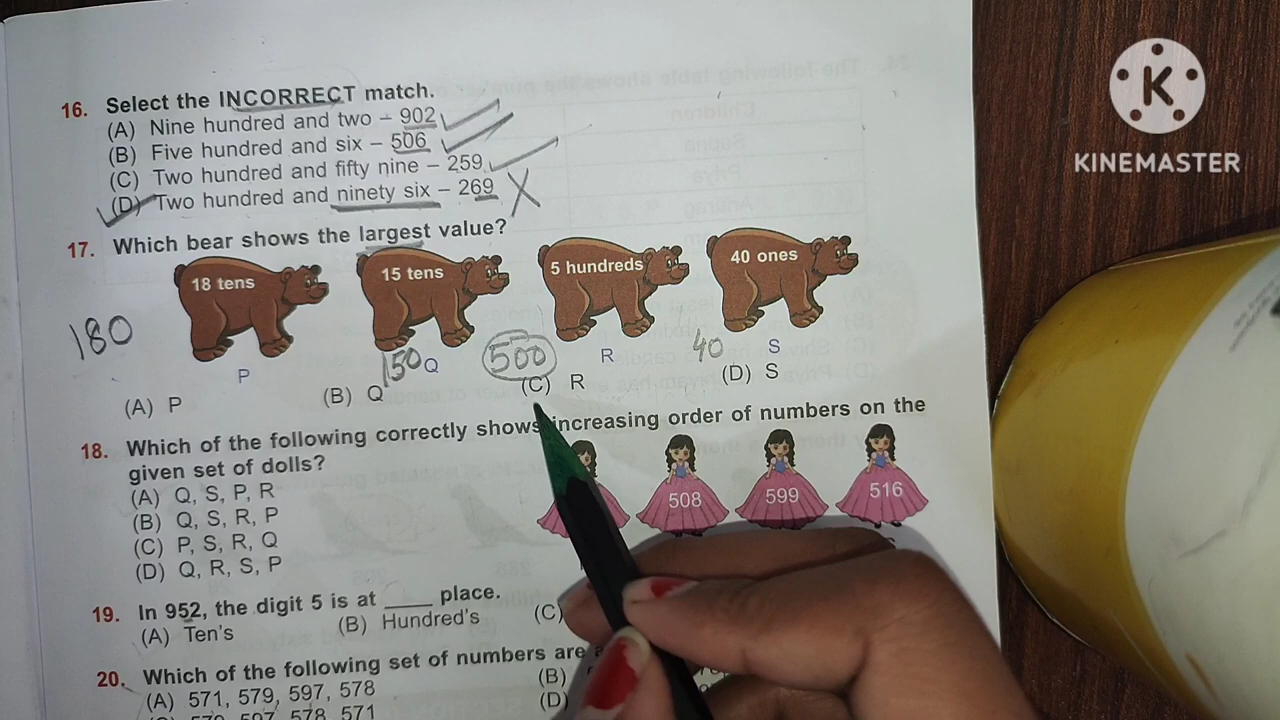 16. Select the INCORRECT match.
(A) Nine hundred and two – 902
(B) Five hundred and six – 506
(C) Two hundred and fifty nine – 259
(D) Two hundred and ninety six – 269
17. Which bear shows the largest value?
18 tens 15 tens 5 hundreds 40 ones
180 150 500 40
P Q R S
(A) P (B) Q (C) R (D) S
18. Which of the following correctly shows increasing order of numbers on the
given set of dolls?
(A) Q, S, P, R
(B) Q, S, R, P
(C) P, S, R, Q
(D) Q, R, S, P
508 599 516
19. In 952, the digit 5 is at ____ place.
(A) Ten's (B) Hundred's (C)
20. Which of the following set of numbers are
(A) 571, 579, 597, 578 (B)
(D)
578, 571
K
KINEMASTER